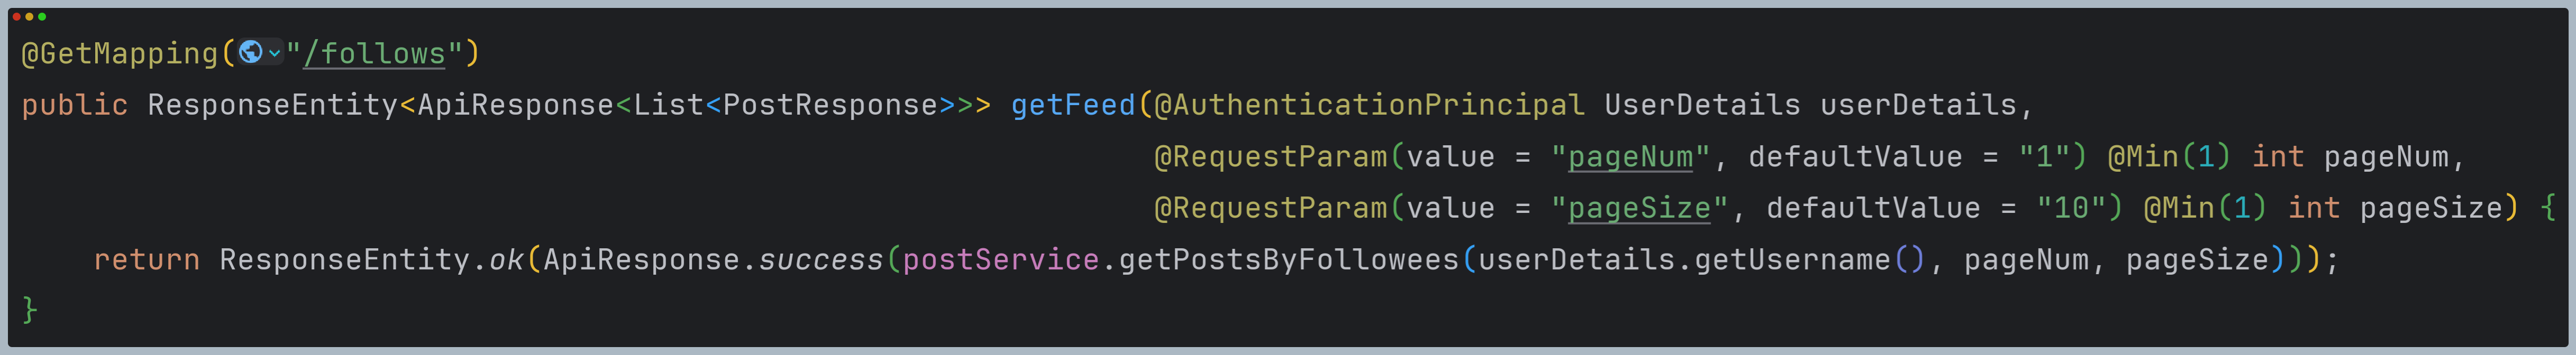 @GetMapping("/follows")
public ResponseEntity<ApiResponse<List<PostResponse>>> getFeed(@AuthenticationPrincipal UserDetails userDetails,
@RequestParam(value = "pageNum", defaultValue = "1") @Min(1) int pageNum,
@RequestParam(value = "pageSize", defaultValue = "10") @Min(1) int pageSize) {
return ResponseEntity.ok(ApiResponse.success(postService.getPostsByFollowees(userDetails.getUsername(), pageNum, pageSize)));
}